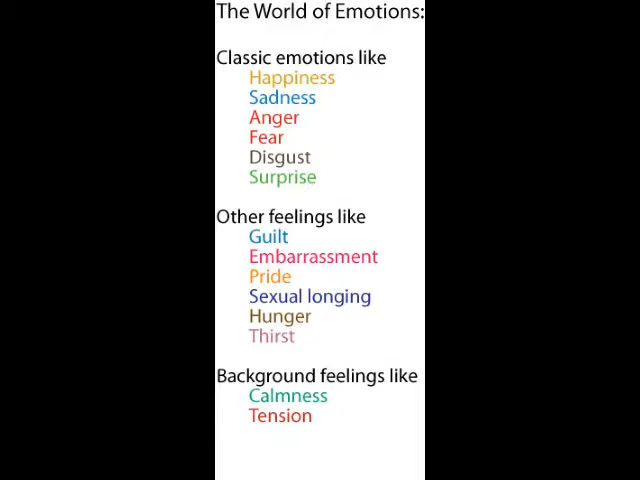 The World of Emotions:
Classic emotions like
Happiness
Sadness
Anger
Fear
Disgust
Surprise
Other feelings like
Guilt
Embarrassment
Pride
Sexual longing
Hunger
Thirst
Background feelings like
Calmness
Tension